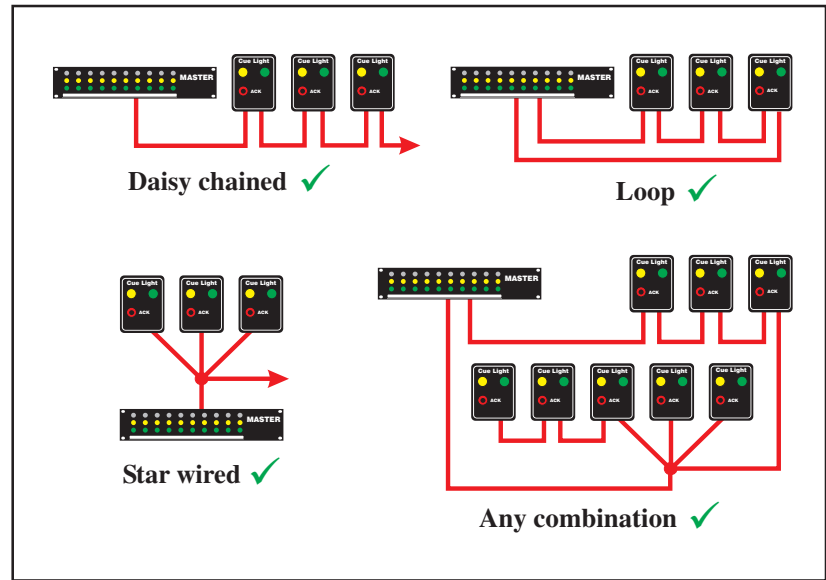 MASTER
Cue Light Cue Light Cue Light
ACK ACK ACK
Daisy chained
MASTER
Cue Light Cue Light Cue Light
ACK ACK ACK
Loop
Cue Light Cue Light Cue Light
ACK ACK ACK
MASTER
Star wired
MASTER
Cue Light Cue Light Cue Light
ACK ACK ACK
Cue Light Cue Light Cue Light Cue Light Cue Light
ACK ACK ACK ACK ACK
Any combination